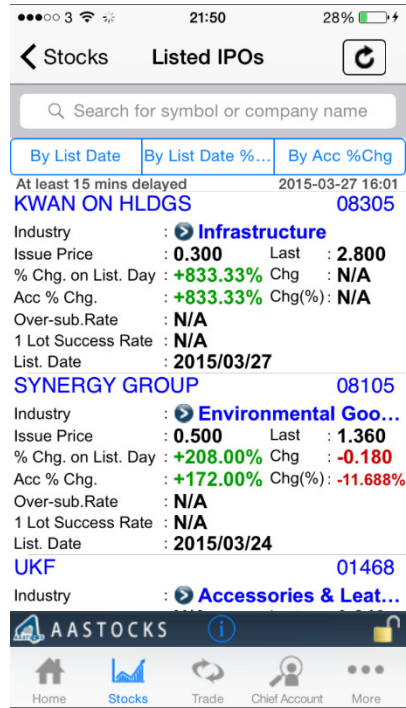 3 21:50 28%
Stocks Listed IPOs
Search for symbol or company name
By List Date By List Date %... By Acc %Chg
At least 15 mins delayed 2015-03-27 16:01
KWAN ON HLDGS 08305
Industry : Infrastructure
Issue Price : 0.300 Last : 2.800
% Chg. on List. Day : +833.33% Chg : N/A
Acc % Chg. : +833.33% Chg(%) : N/A
Over-sub.Rate : N/A
1 Lot Success Rate : N/A
List. Date : 2015/03/27
SYNERGY GROUP 08105
Industry : Environmental Goo...
Issue Price : 0.500 Last : 1.360
% Chg. on List. Day : +208.00% Chg : -0.180
Acc % Chg. : +172.00% Chg(%) : -11.688%
Over-sub.Rate : N/A
1 Lot Success Rate : N/A
List. Date : 2015/03/24
UKF 01468
Industry : Accessories & Leat...
AASTOCKS i
Home Stocks Trade Chief Account More